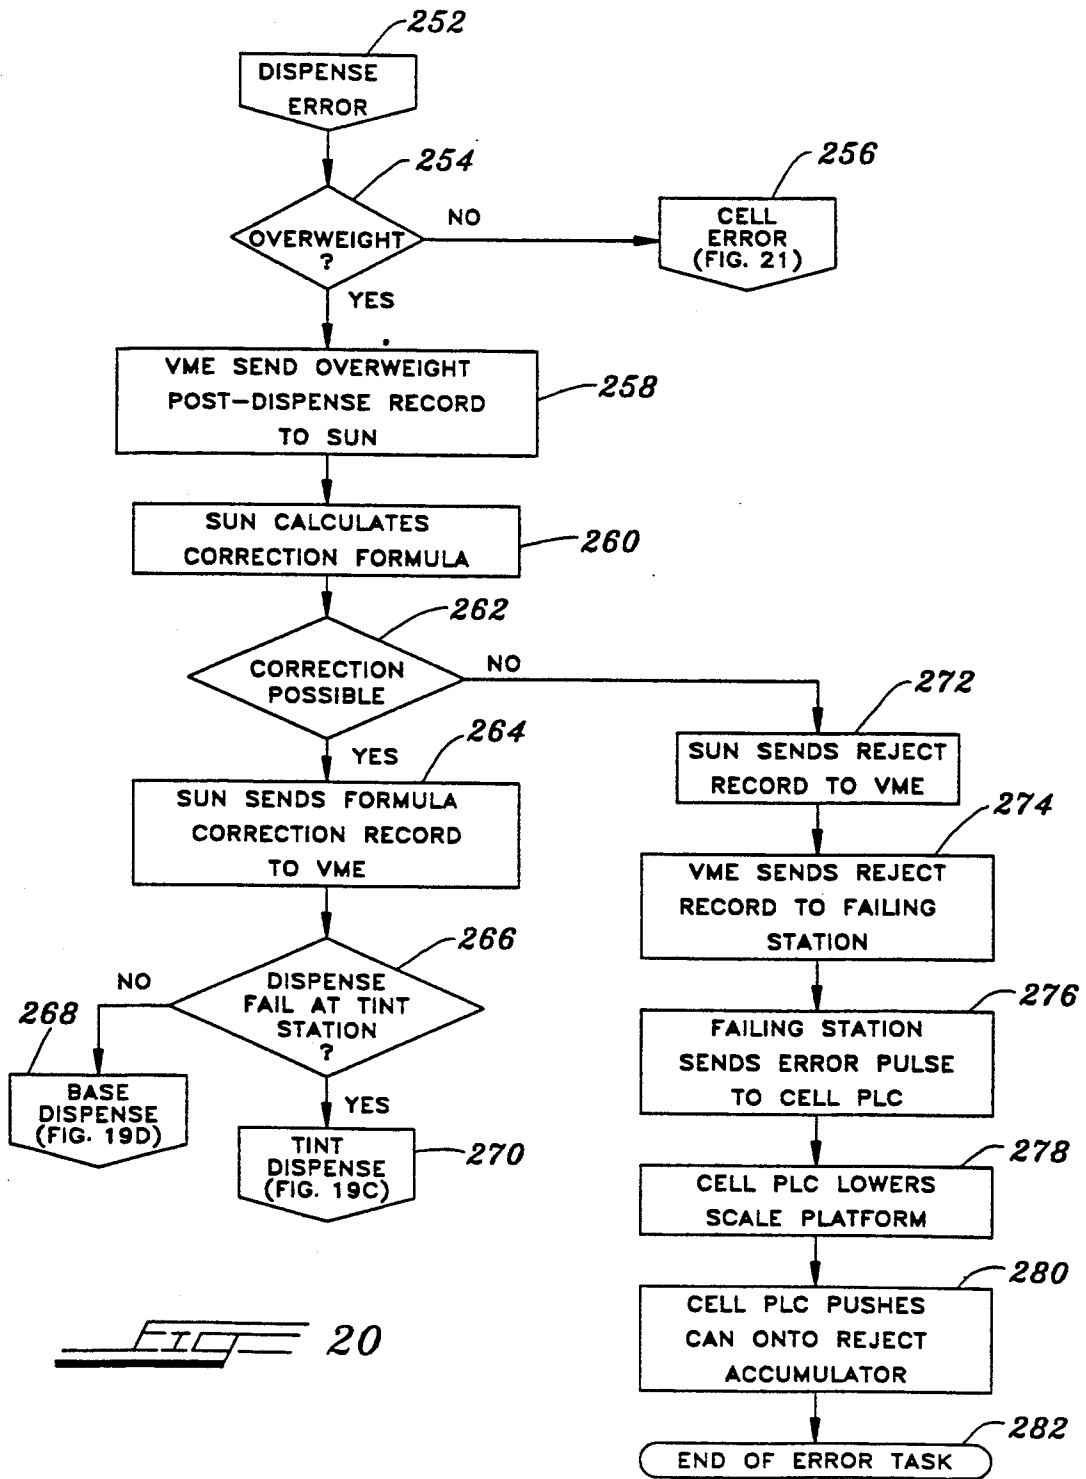 252
DISPENSE
ERROR
254
OVERWEIGHT
?
NO
256
CELL
ERROR
(FIG. 21)
YES
VME SEND OVERWEIGHT
POST-DISPENSE RECORD
TO SUN
258
SUN CALCULATES
CORRECTION FORMULA
260
262
CORRECTION
POSSIBLE
NO
YES
264
SUN SENDS FORMULA
CORRECTION RECORD
TO VME
266
DISPENSE
FAIL AT TINT
STATION
?
NO
268
BASE
DISPENSE
(FIG. 19D)
YES
TINT
DISPENSE
(FIG. 19C)
270
272
SUN SENDS REJECT
RECORD TO VME
274
VME SENDS REJECT
RECORD TO FAILING
STATION
276
FAILING STATION
SENDS ERROR PULSE
TO CELL PLC
278
CELL PLC LOWERS
SCALE PLATFORM
280
CELL PLC PUSHES
CAN ONTO REJECT
ACCUMULATOR
282
END OF ERROR TASK
FIG 20